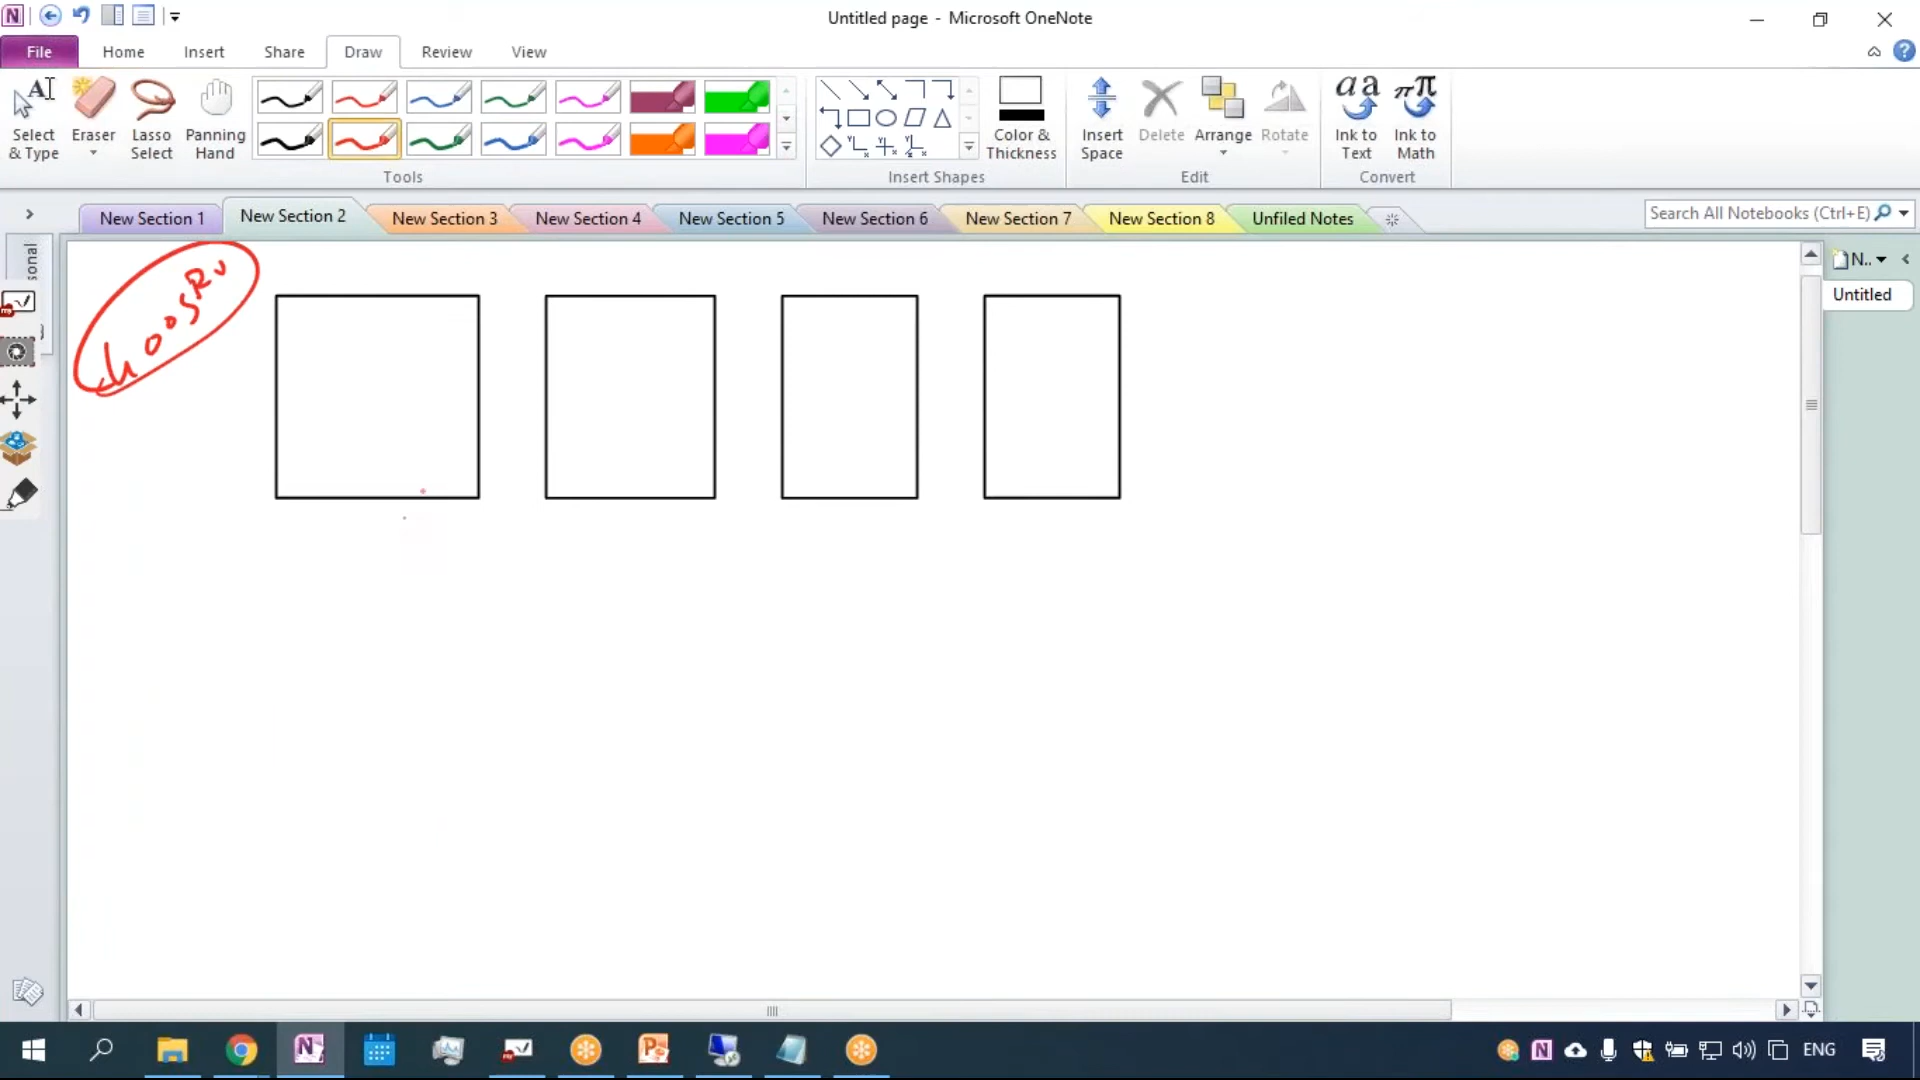 Untitled page - Microsoft OneNote
File Home Insert Share Draw Review View
Select & Type
Eraser
Lasso Select
Panning Hand
Tools
Insert Shapes
Color & Thickness
Insert Space
Delete
Arrange
Rotate
Edit
Ink to Text
Ink to Math
Convert
New Section 1 New Section 2 New Section 3 New Section 4 New Section 5 New Section 6 New Section 7 New Section 8 Unfiled Notes
Search All Notebooks (Ctrl+E)
sonal
N..
Untitled
ENG